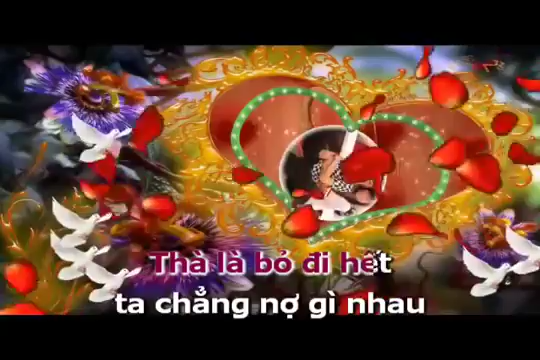 Thà là bỏ đi hết
ta chẳng nợ gì nhau